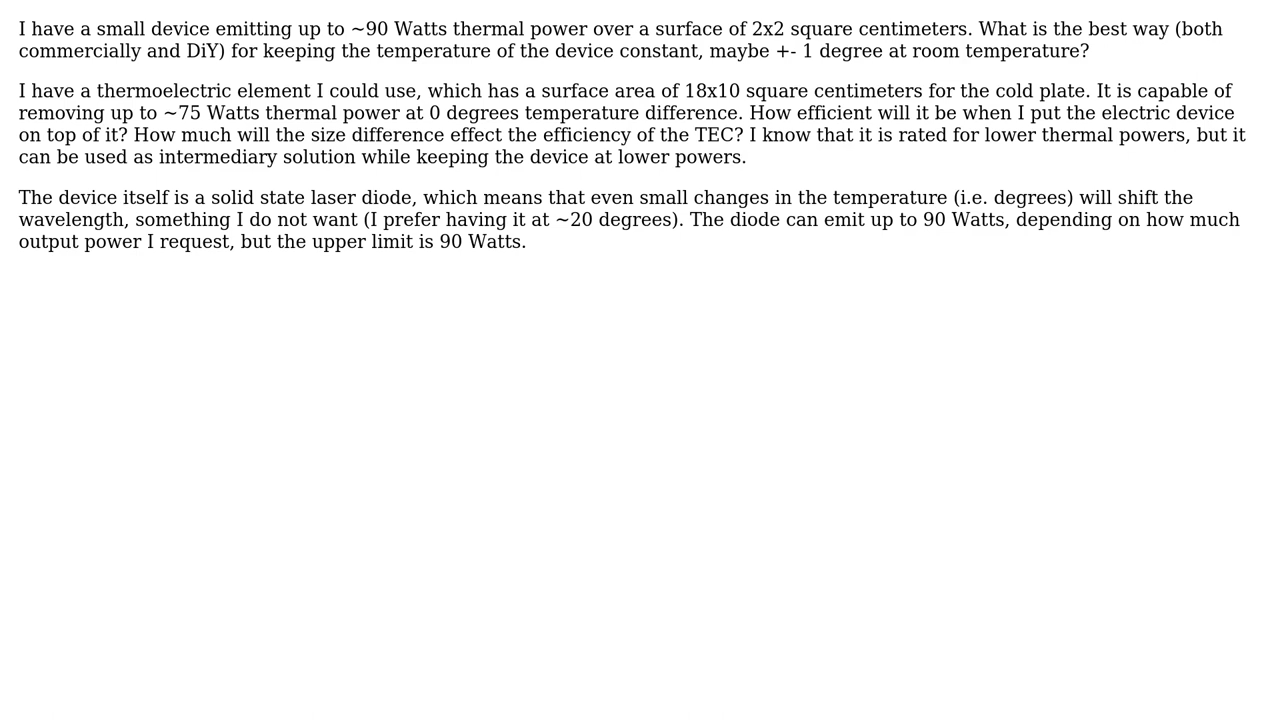 I have a small device emitting up to ~90 Watts thermal power over a surface of 2x2 square centimeters. What is the best way (both
commercially and DiY) for keeping the temperature of the device constant, maybe +- 1 degree at room temperature?
I have a thermoelectric element I could use, which has a surface area of 18x10 square centimeters for the cold plate. It is capable of
removing up to ~75 Watts thermal power at 0 degrees temperature difference. How efficient will it be when I put the electric device
on top of it? How much will the size difference effect the efficiency of the TEC? I know that it is rated for lower thermal powers, but it
can be used as intermediary solution while keeping the device at lower powers.
The device itself is a solid state laser diode, which means that even small changes in the temperature (i.e. degrees) will shift the
wavelength, something I do not want (I prefer having it at ~20 degrees). The diode can emit up to 90 Watts, depending on how much
output power I request, but the upper limit is 90 Watts.